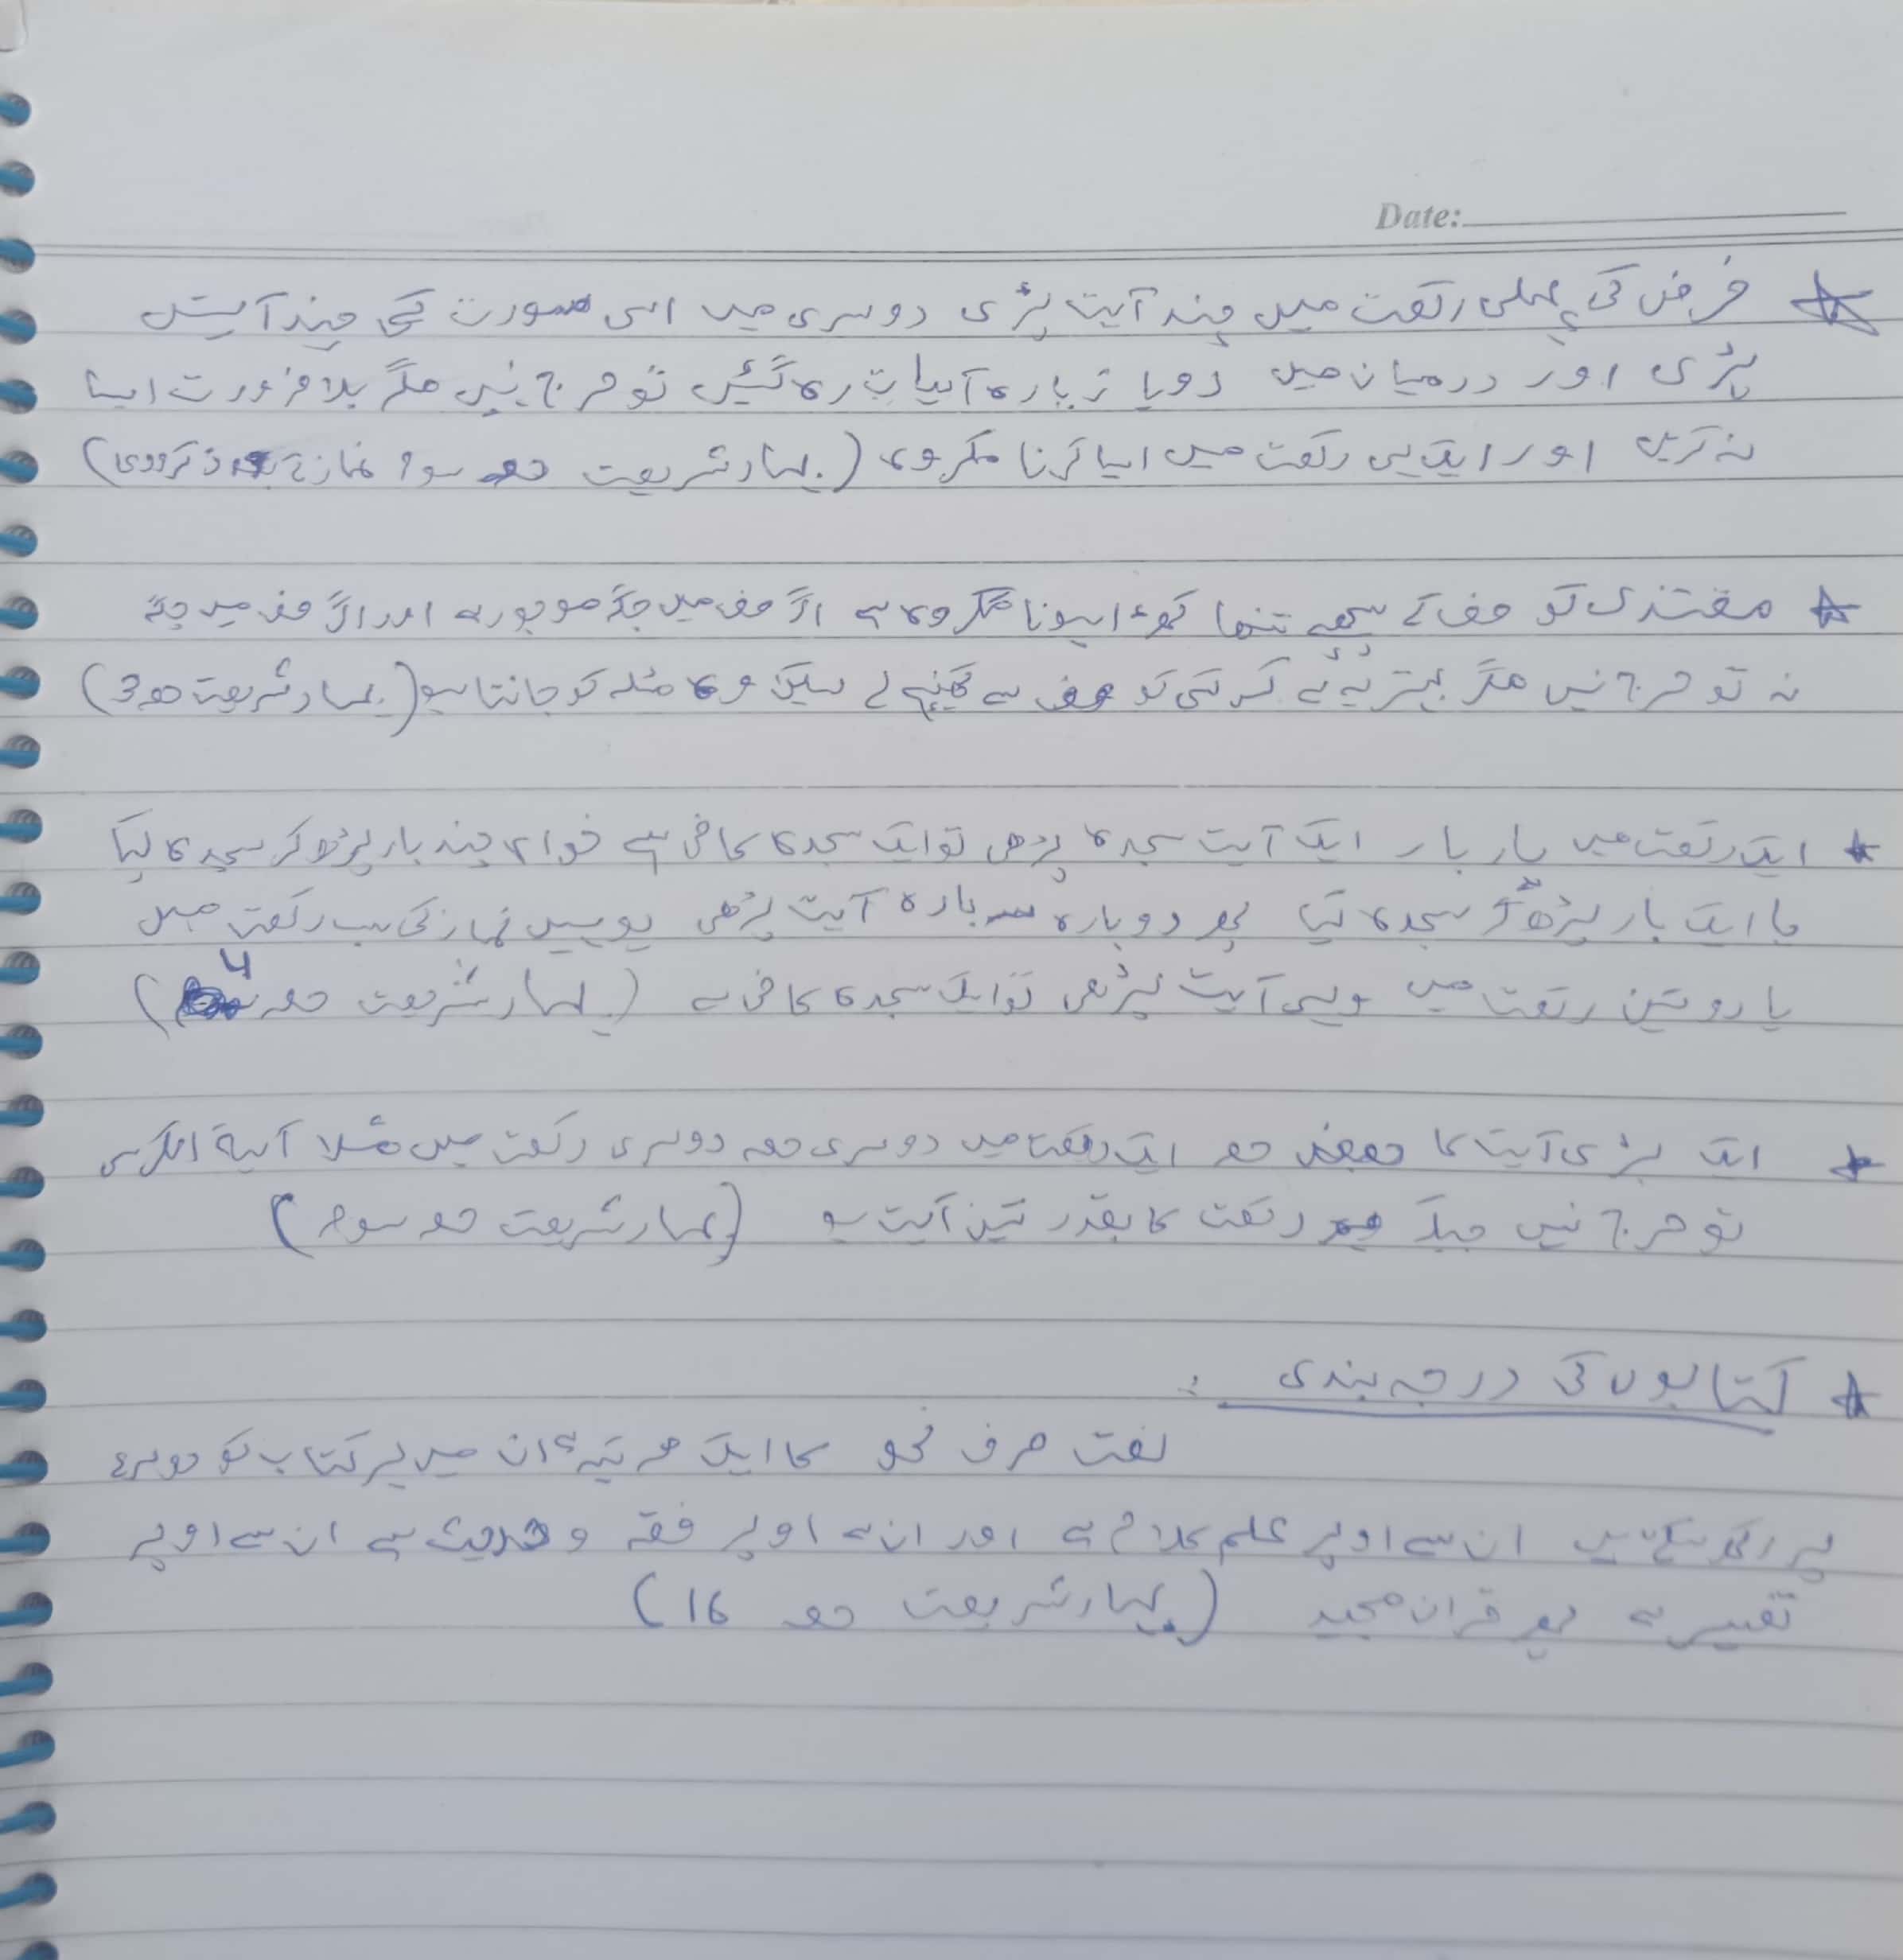 Date:
☆ فرض کی پہلی رکعت میں چند آیت پڑی دوسری میں اسی صورت کی چند آیتیں
پڑی اور درمیان میں دو یا زیادہ آیات رہ گئیں تو حرج نہیں مگر بلا ضرورت ایسا
نہ کریں اور ایک ہی رکعت میں ایسا کرنا مکروہ (بہار شریعت حصہ سوم نماز کے بعد
☆ مقتدی کو صف کے پیچھے تنہا کھڑا ہونا مکروہ ہے اگر صف میں جگہ موجود ہے اور اگر صف میں جگہ
نہ تو حرج نہیں مگر بہتر یہ ہے کہ کسی کو صف سے کھینچ لے لیکن وہ مسئلہ کو جانتا ہو (بہار شریعت حصہ 3)
★ ایک رکعت میں بار بار ایک آیت سجدہ پڑھی تو ایک سجدہ کافی ہے خواہ چند بار پڑھ کر سجدہ کیا
یا ایک بار پڑھ کر سجدہ کیا پھر دوبارہ سہ بارہ آیت پڑھی یوہیں نماز کی سب رکعت میں
یا دو تین رکعت میں وہی آیت پڑھی تو ایک سجدہ کافی ہے (بہار شریعت حصہ 4)
★ ایک بڑی آیت کا حصہ ایک رکعت میں دوسری حصہ دوسری رکعت میں مثلا آیۃ الکرسی
تو حرج نہیں جبکہ ہر رکعت کا بقدر تین آیت ہو (بہار شریعت حصہ سوم)
☆ کتابوں کی درجہ بندی :
لغت صرف نحو کا ایک مرتبہ ہے ان میں ہر کتاب کو دوسرے
پر رکھ سکتے ہیں ان سے اوپر علم کلام ہے اور ان سے اوپر فقہ و حدیث ہے ان سے اوپر
تفسیر ہے پھر قران مجید (بہار شریعت حصہ 16)